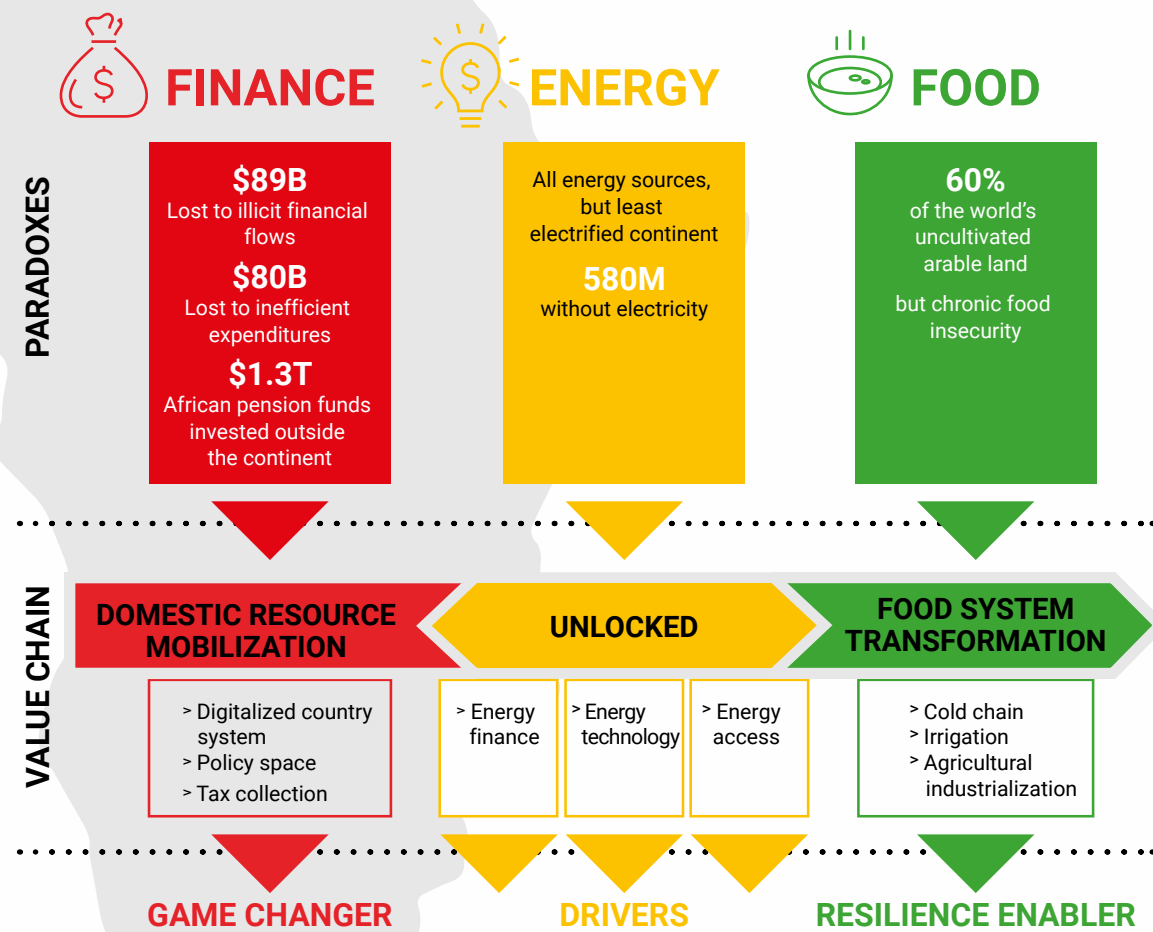 $
FINANCE
$
ENERGY
FOOD
PARADOXES
$89B
Lost to illicit financial
flows
$80B
Lost to inefficient
expenditures
$1.3T
African pension funds
invested outside
the continent
All energy sources,
but least
electrified continent
580M
without electricity
60%
of the world's
uncultivated
arable land
but chronic food
insecurity
VALUE CHAIN
DOMESTIC RESOURCE
MOBILIZATION
UNLOCKED
FOOD SYSTEM
TRANSFORMATION
> Digitalized country
system
> Policy space
> Tax collection
> Energy
finance
> Energy
technology
> Energy
access
> Cold chain
> Irrigation
> Agricultural
industrialization
GAME CHANGER
DRIVERS
RESILIENCE ENABLER